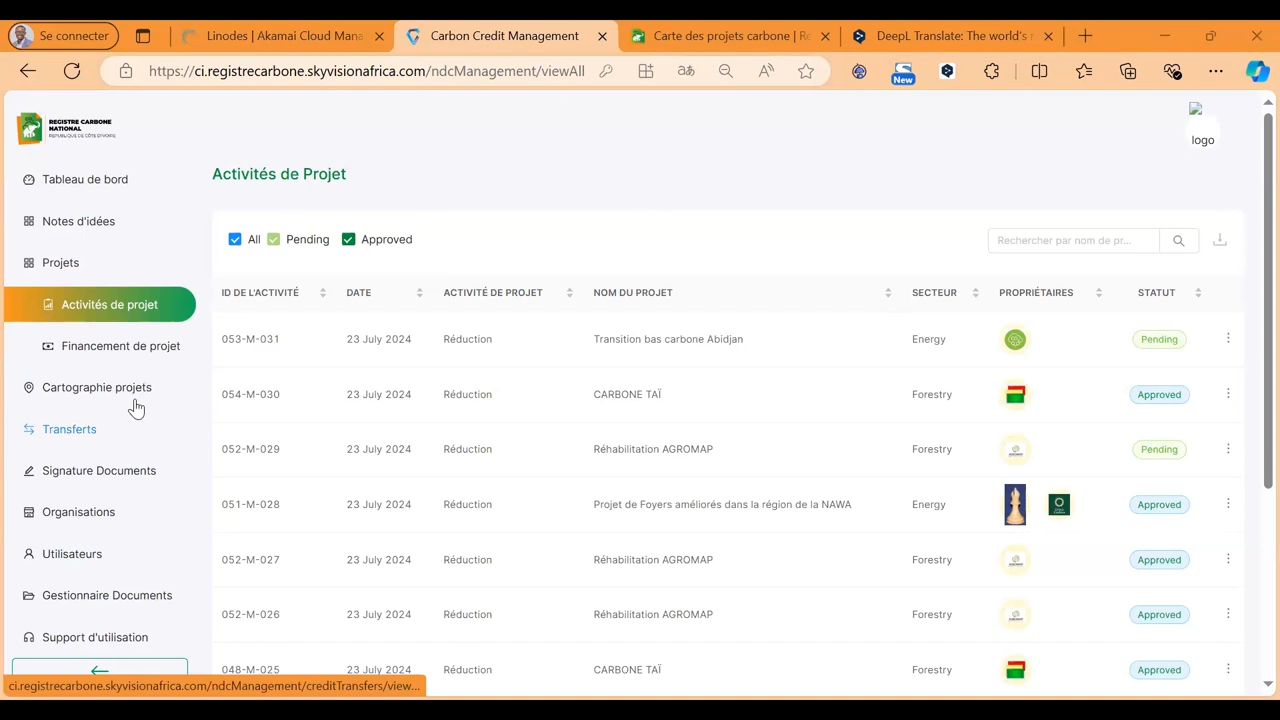 Se connecter
Linodes | Akamai Cloud Mana
Carbon Credit Management
Carte des projets carbone | R
DeepL Translate: The world's
https://ci.registrecarbone.skyvisionafrica.com/ndcManagement/viewAll
New
REGISTRE CARBONE
NATIONAL
REPUBLIQUE DE CÔTE D'IVOIRE
logo
Tableau de bord
Notes d'idées
Projets
Activités de projet
Financement de projet
Cartographie projets
Transferts
Signature Documents
Organisations
Utilisateurs
Gestionnaire Documents
Support d'utilisation
Activités de Projet
All Pending Approved
Rechercher par nom de pr...
ID DE L'ACTIVITÉ DATE ACTIVITÉ DE PROJET NOM DU PROJET SECTEUR PROPRIÉTAIRES STATUT
053-M-031 23 July 2024 Réduction Transition bas carbone Abidjan Energy Pending
054-M-030 23 July 2024 Réduction CARBONE TAÏ Forestry Approved
052-M-029 23 July 2024 Réduction Réhabilitation AGROMAP Forestry Pending
051-M-028 23 July 2024 Réduction Projet de Foyers améliorés dans la région de la NAWA Energy Approved
052-M-027 23 July 2024 Réduction Réhabilitation AGROMAP Forestry Approved
052-M-026 23 July 2024 Réduction Réhabilitation AGROMAP Forestry Approved
048-M-025 23 July 2024 Réduction CARBONE TAÏ Forestry Approved
ci.registrecarbone.skyvisionafrica.com/ndcManagement/creditTransfers/view...